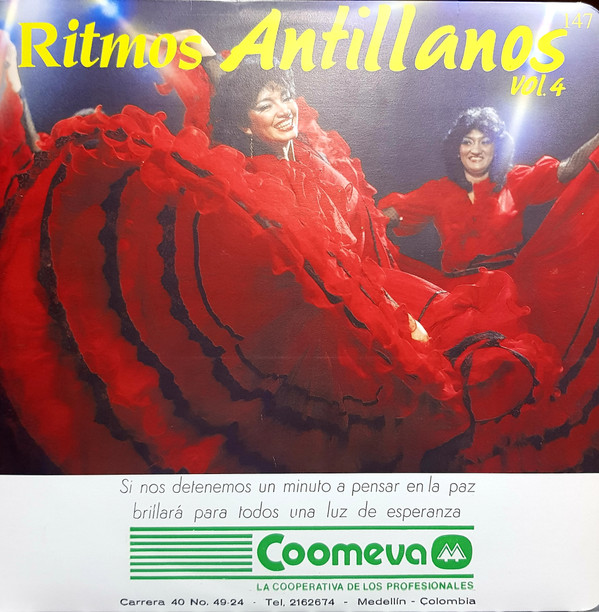 Ritmos Antillanos
147
VOL. 4
Si nos detenemos un minuto a pensar en la paz
brillará para todos una luz de esperanza
Coomeva
LA COOPERATIVA DE LOS PROFESIONALES
Carrera 40 No. 49-24 - Tel, 2162674 - Medellín - Colombia